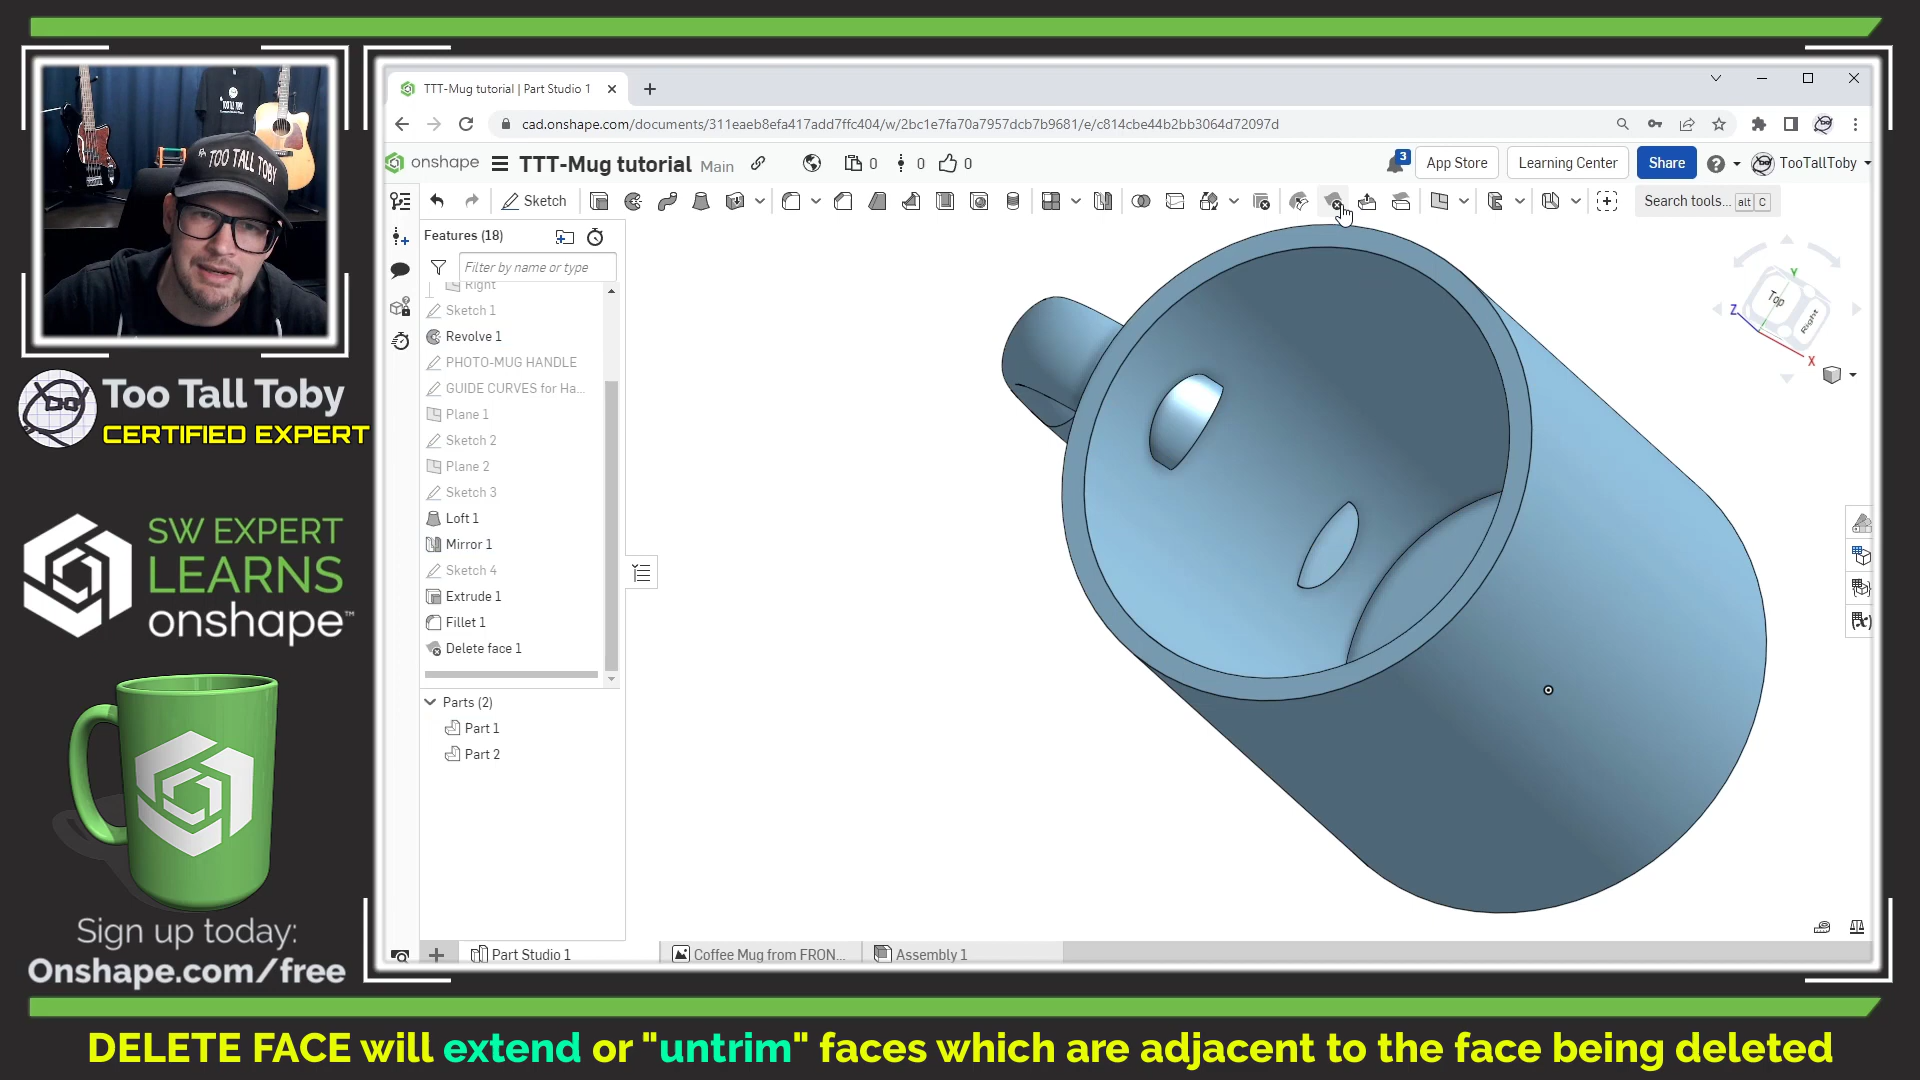 TOO TALL TOBY
Too Tall Toby
CERTIFIED EXPERT
SW EXPERT
LEARNS
onshape™
Sign up today:
Onshape.com/free
TTT-Mug tutorial | Part Studio 1
cad.onshape.com/documents/311eaeb8efa417add7ffc404/w/2bc1e7fa70a7957dcb7b9681/e/c814cbe44b2bb3064d72097d
onshape TTT-Mug tutorial Main 0 0 0 3 App Store Learning Center Share TooTallToby
Sketch Search tools... alt C
Features (18)
Filter by name or type
Right
Sketch 1
Revolve 1
PHOTO-MUG HANDLE
GUIDE CURVES for Ha...
Plane 1
Sketch 2
Plane 2
Sketch 3
Loft 1
Mirror 1
Sketch 4
Extrude 1
Fillet 1
Delete face 1
Parts (2)
Part 1
Part 2
Y
Z
X
Top
Right
(x)
Part Studio 1 Coffee Mug from FRON... Assembly 1
DELETE FACE will extend or "untrim" faces which are adjacent to the face being deleted